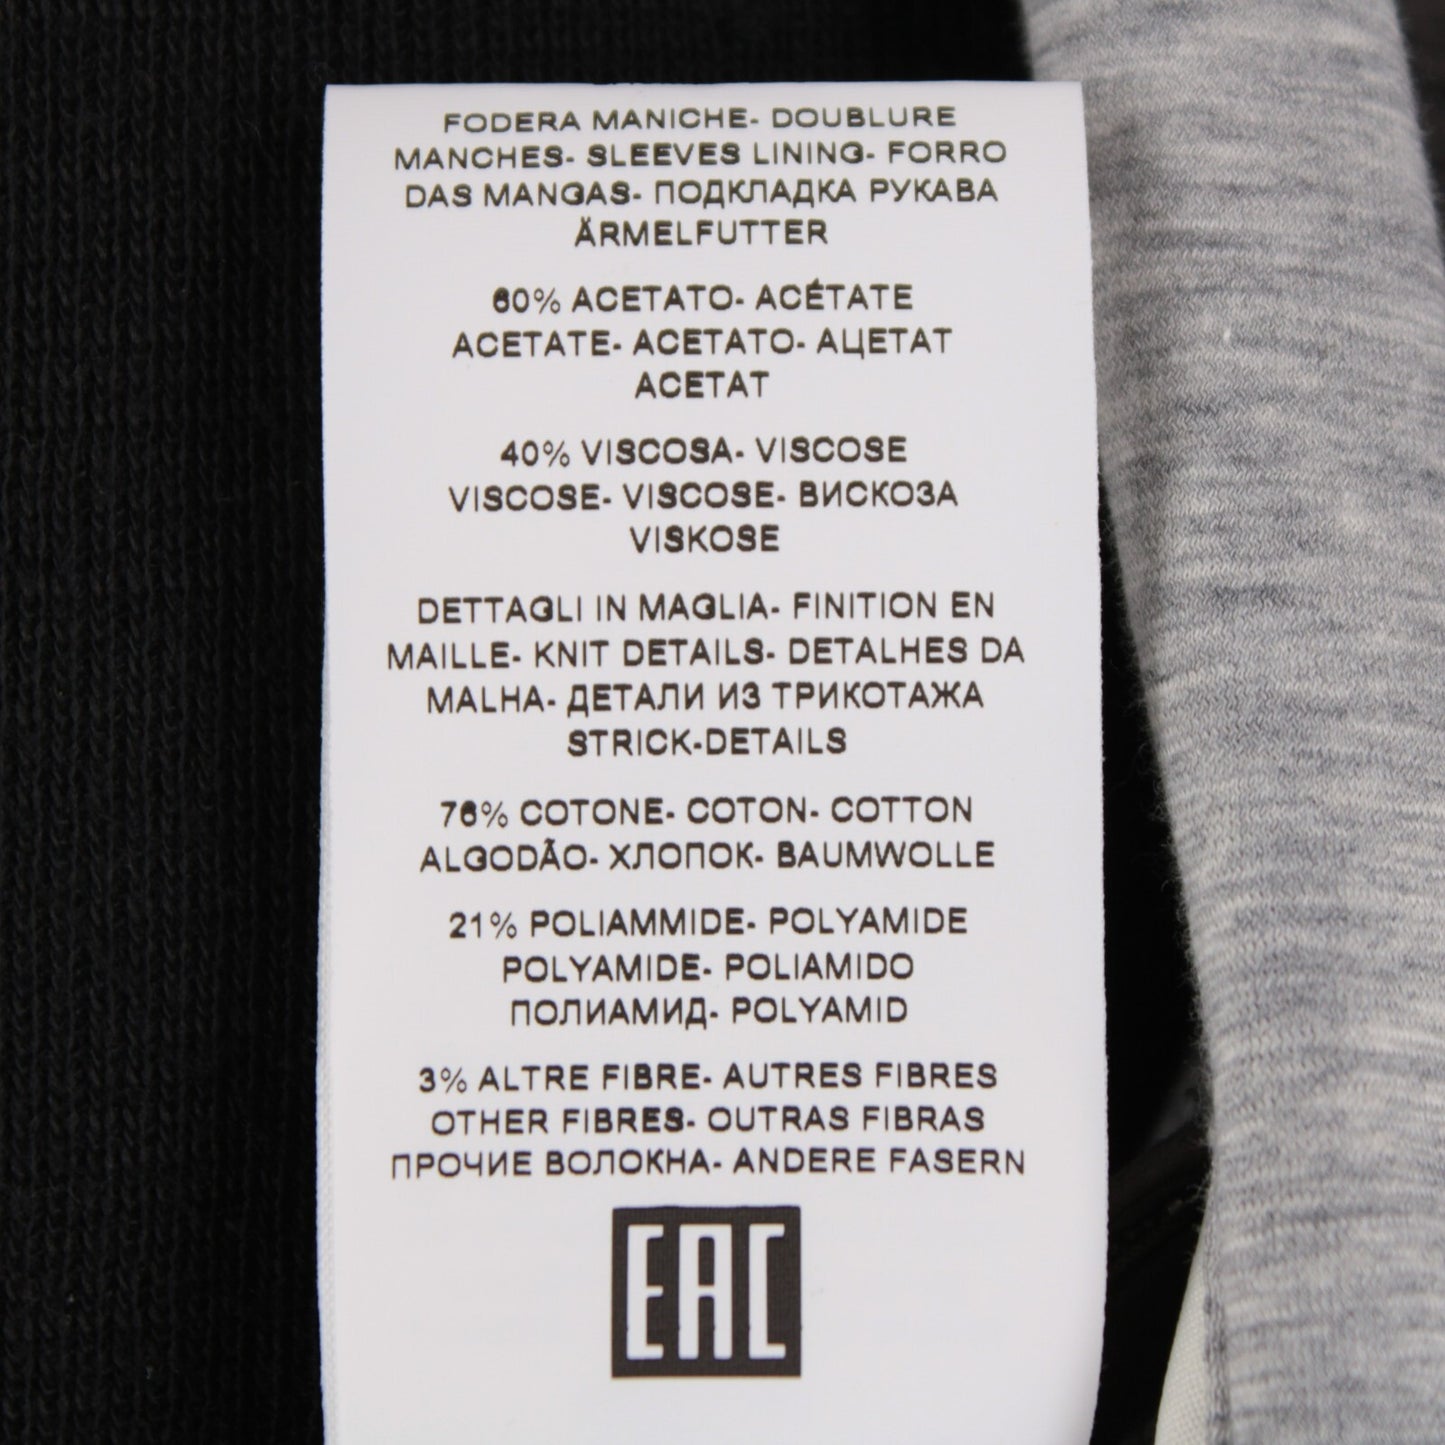 FODERA MANICHE- DOUBLURE
MANCHES- SLEEVES LINING- FORRO
DAS MANGAS- ПОДКЛАДКА РУКАВА
ÄRMELFUTTER
60% ACETATO- ACÉTATE
ACETATE- ACETATO- АЦЕТАТ
ACETAT
40% VISCOSA- VISCOSE
VISCOSE- VISCOSE- ВИСКОЗА
VISKOSE
DETTAGLI IN MAGLIA- FINITION EN
MAILLE- KNIT DETAILS- DETALHES DA
MALHA- ДЕТАЛИ ИЗ ТРИКОТАЖА
STRICK-DETAILS
76% COTONE- COTON- COTTON
ALGODÃO- ХЛОПОК- BAUMWOLLE
21% POLIAMMIDE- POLYAMIDE
POLYAMIDE- POLIAMIDO
ПОЛИАМИД- POLYAMID
3% ALTRE FIBRE- AUTRES FIBRES
OTHER FIBRES- OUTRAS FIBRAS
ПРОЧИЕ ВОЛОКНА- ANDERE FASERN
EAC